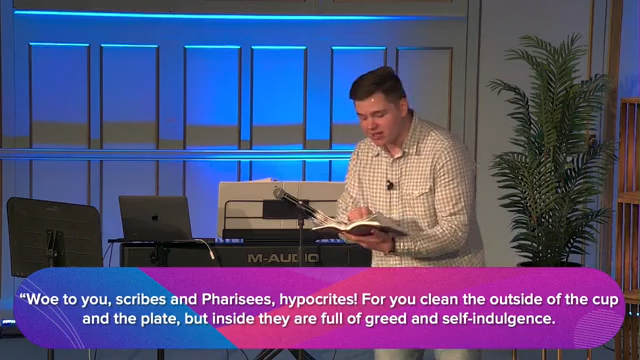 M-AUDIO
“Woe to you, scribes and Pharisees, hypocrites! For you clean the outside of the cup
and the plate, but inside they are full of greed and self-indulgence.